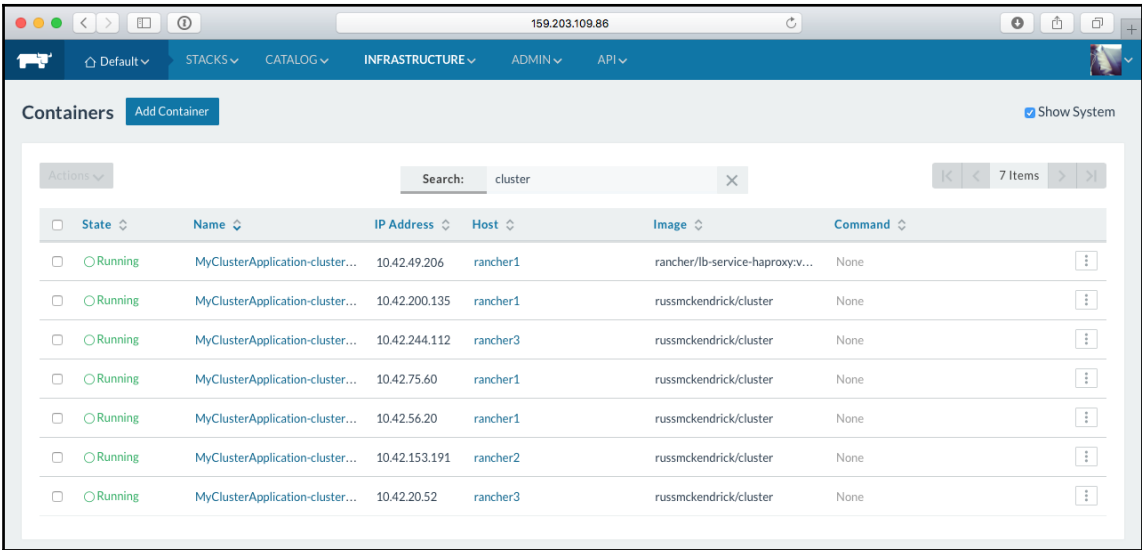 159.203.109.86
Default STACKS CATALOG INFRASTRUCTURE ADMIN API
Containers Add Container Show System
Actions Search: cluster 7 Items
State Name IP Address Host Image Command
Running MyClusterApplication-cluster... 10.42.49.206 rancher1 rancher/lb-service-haproxy:v... None
Running MyClusterApplication-cluster... 10.42.200.135 rancher1 russmckendrick/cluster None
Running MyClusterApplication-cluster... 10.42.244.112 rancher3 russmckendrick/cluster None
Running MyClusterApplication-cluster... 10.42.75.60 rancher1 russmckendrick/cluster None
Running MyClusterApplication-cluster... 10.42.56.20 rancher1 russmckendrick/cluster None
Running MyClusterApplication-cluster... 10.42.153.191 rancher2 russmckendrick/cluster None
Running MyClusterApplication-cluster... 10.42.20.52 rancher3 russmckendrick/cluster None